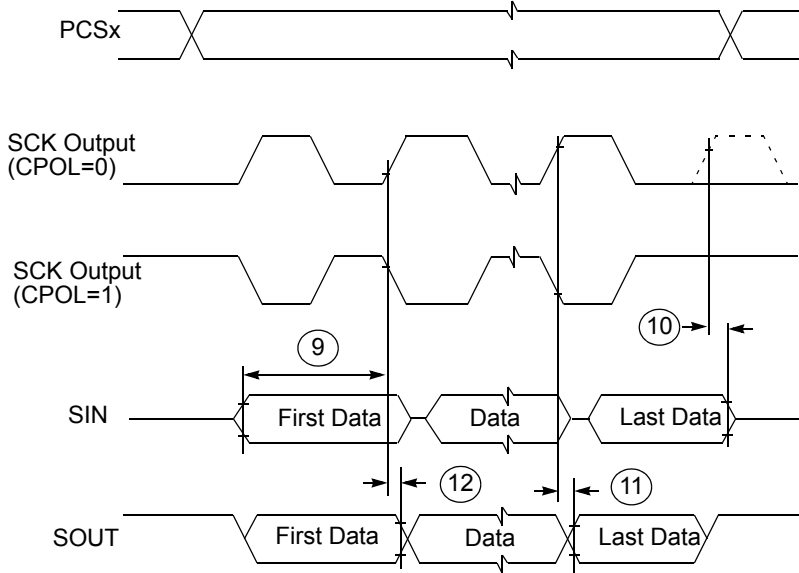 PCSx
SCK Output
(CPOL=0)
SCK Output
(CPOL=1)
10
9
SIN
First Data
Data
Last Data
12
11
SOUT
First Data
Data
Last Data